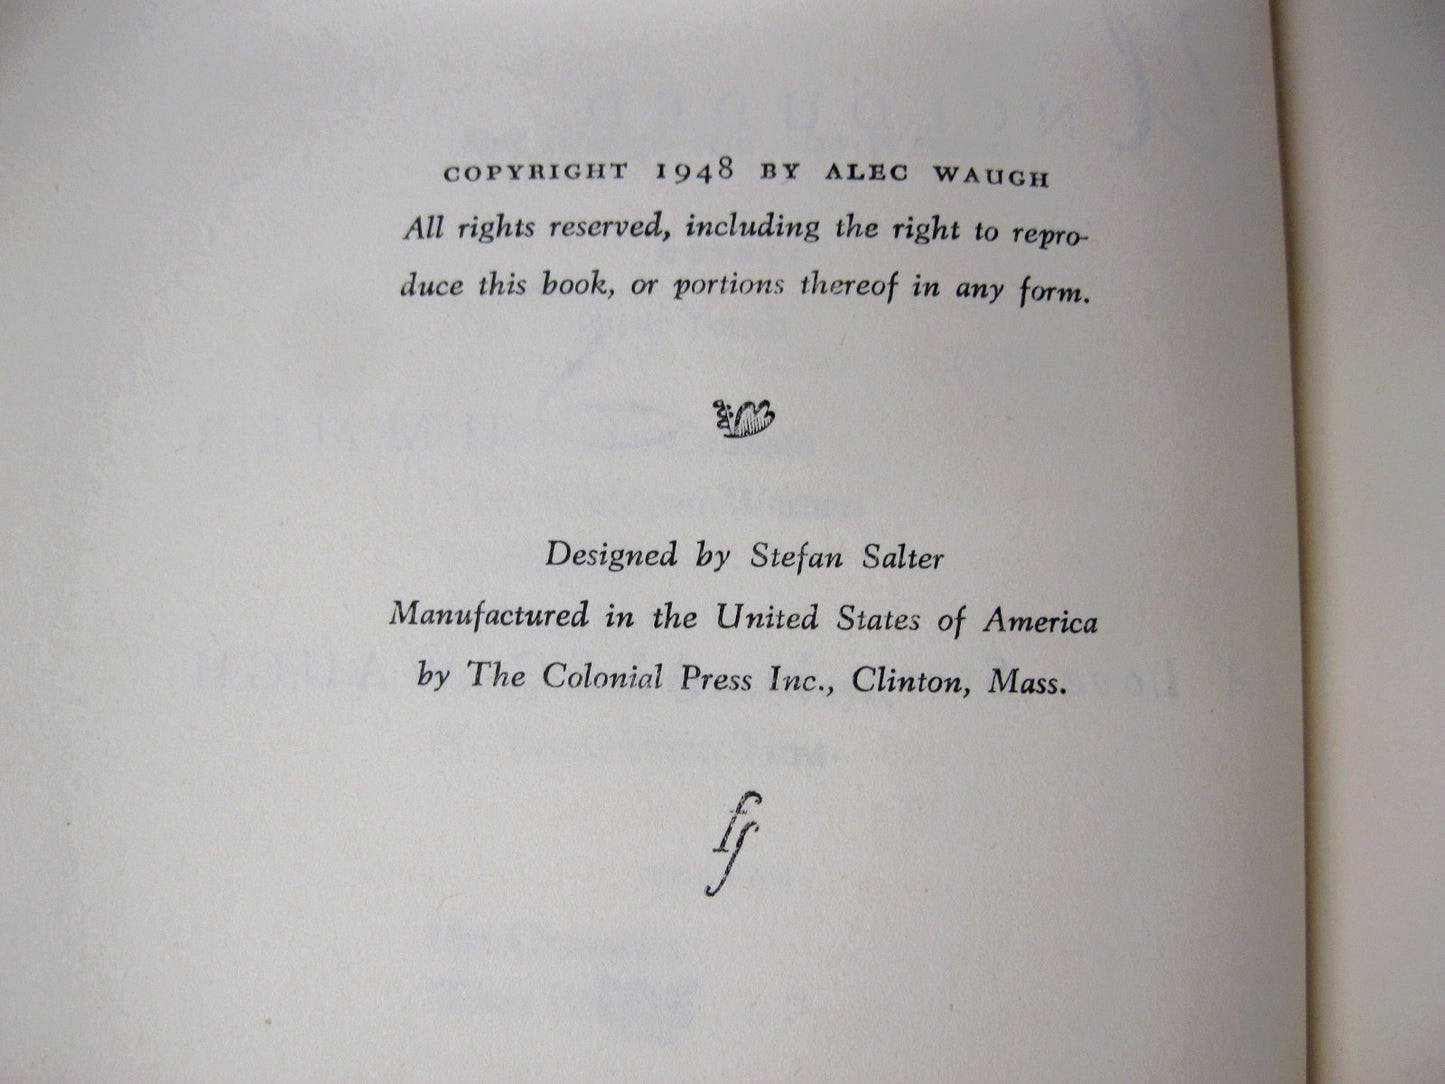 COPYRIGHT 1948 BY ALEC WAUGH
All rights reserved, including the right to repro-
duce this book, or portions thereof in any form.
Designed by Stefan Salter
Manufactured in the United States of America
by The Colonial Press Inc., Clinton, Mass.
fs